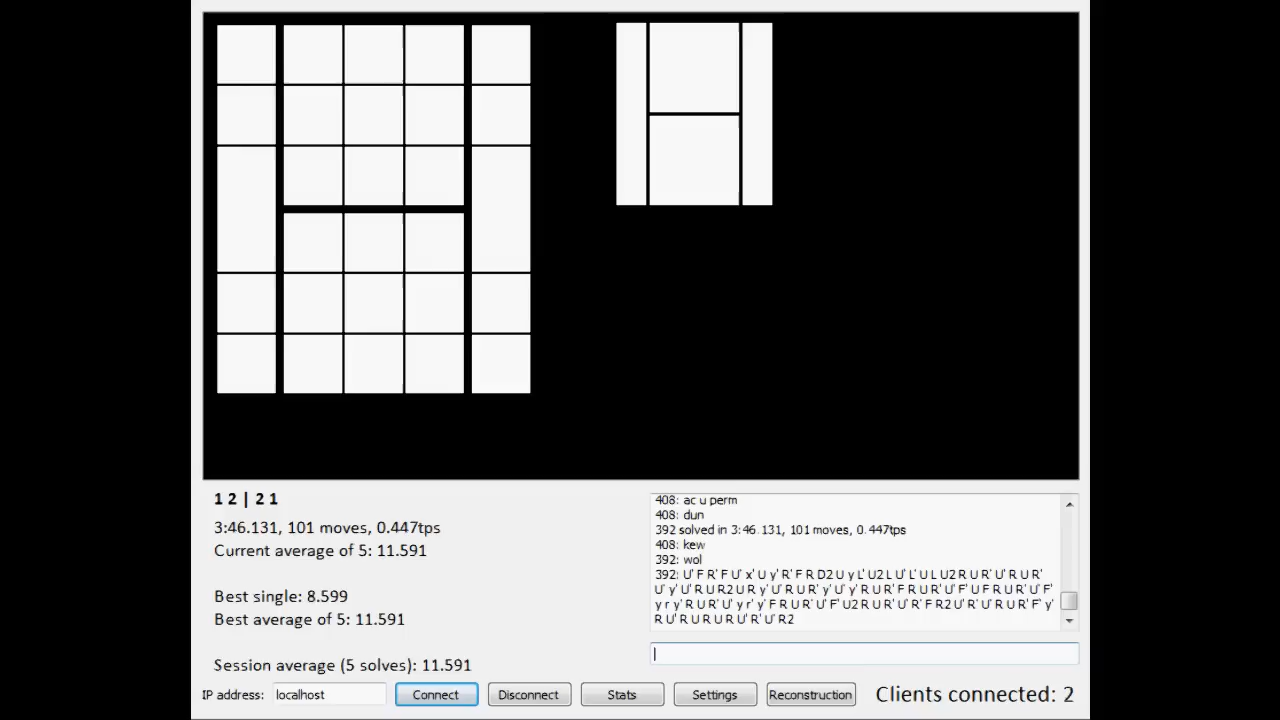 1 2 | 2 1
3:46.131, 101 moves, 0.447tps
Current average of 5: 11.591
Best single: 8.599
Best average of 5: 11.591
Session average (5 solves): 11.591
408: ac u perm
408: dun
392 solved in 3:46.131, 101 moves, 0.447tps
408: kew
392: wol
392: U' F R' F U' x' U y' R' F R D2 U y L' U2 L U' L' U L U2 R U R' U' R U R'
U' y' U' R U R2 U R y' U' R U R' y' U' y' R U R' F R U R' U' F' U F R U R' U' F'
y r y' R U R' U' y r' y' F R U R' U' F' U2 R U R' U' R' F R2 U' R' U' R U R' F' y'
R U' R U R U R U' R' U' R2
IP address: localhost Connect Disconnect Stats Settings Reconstruction Clients connected: 2